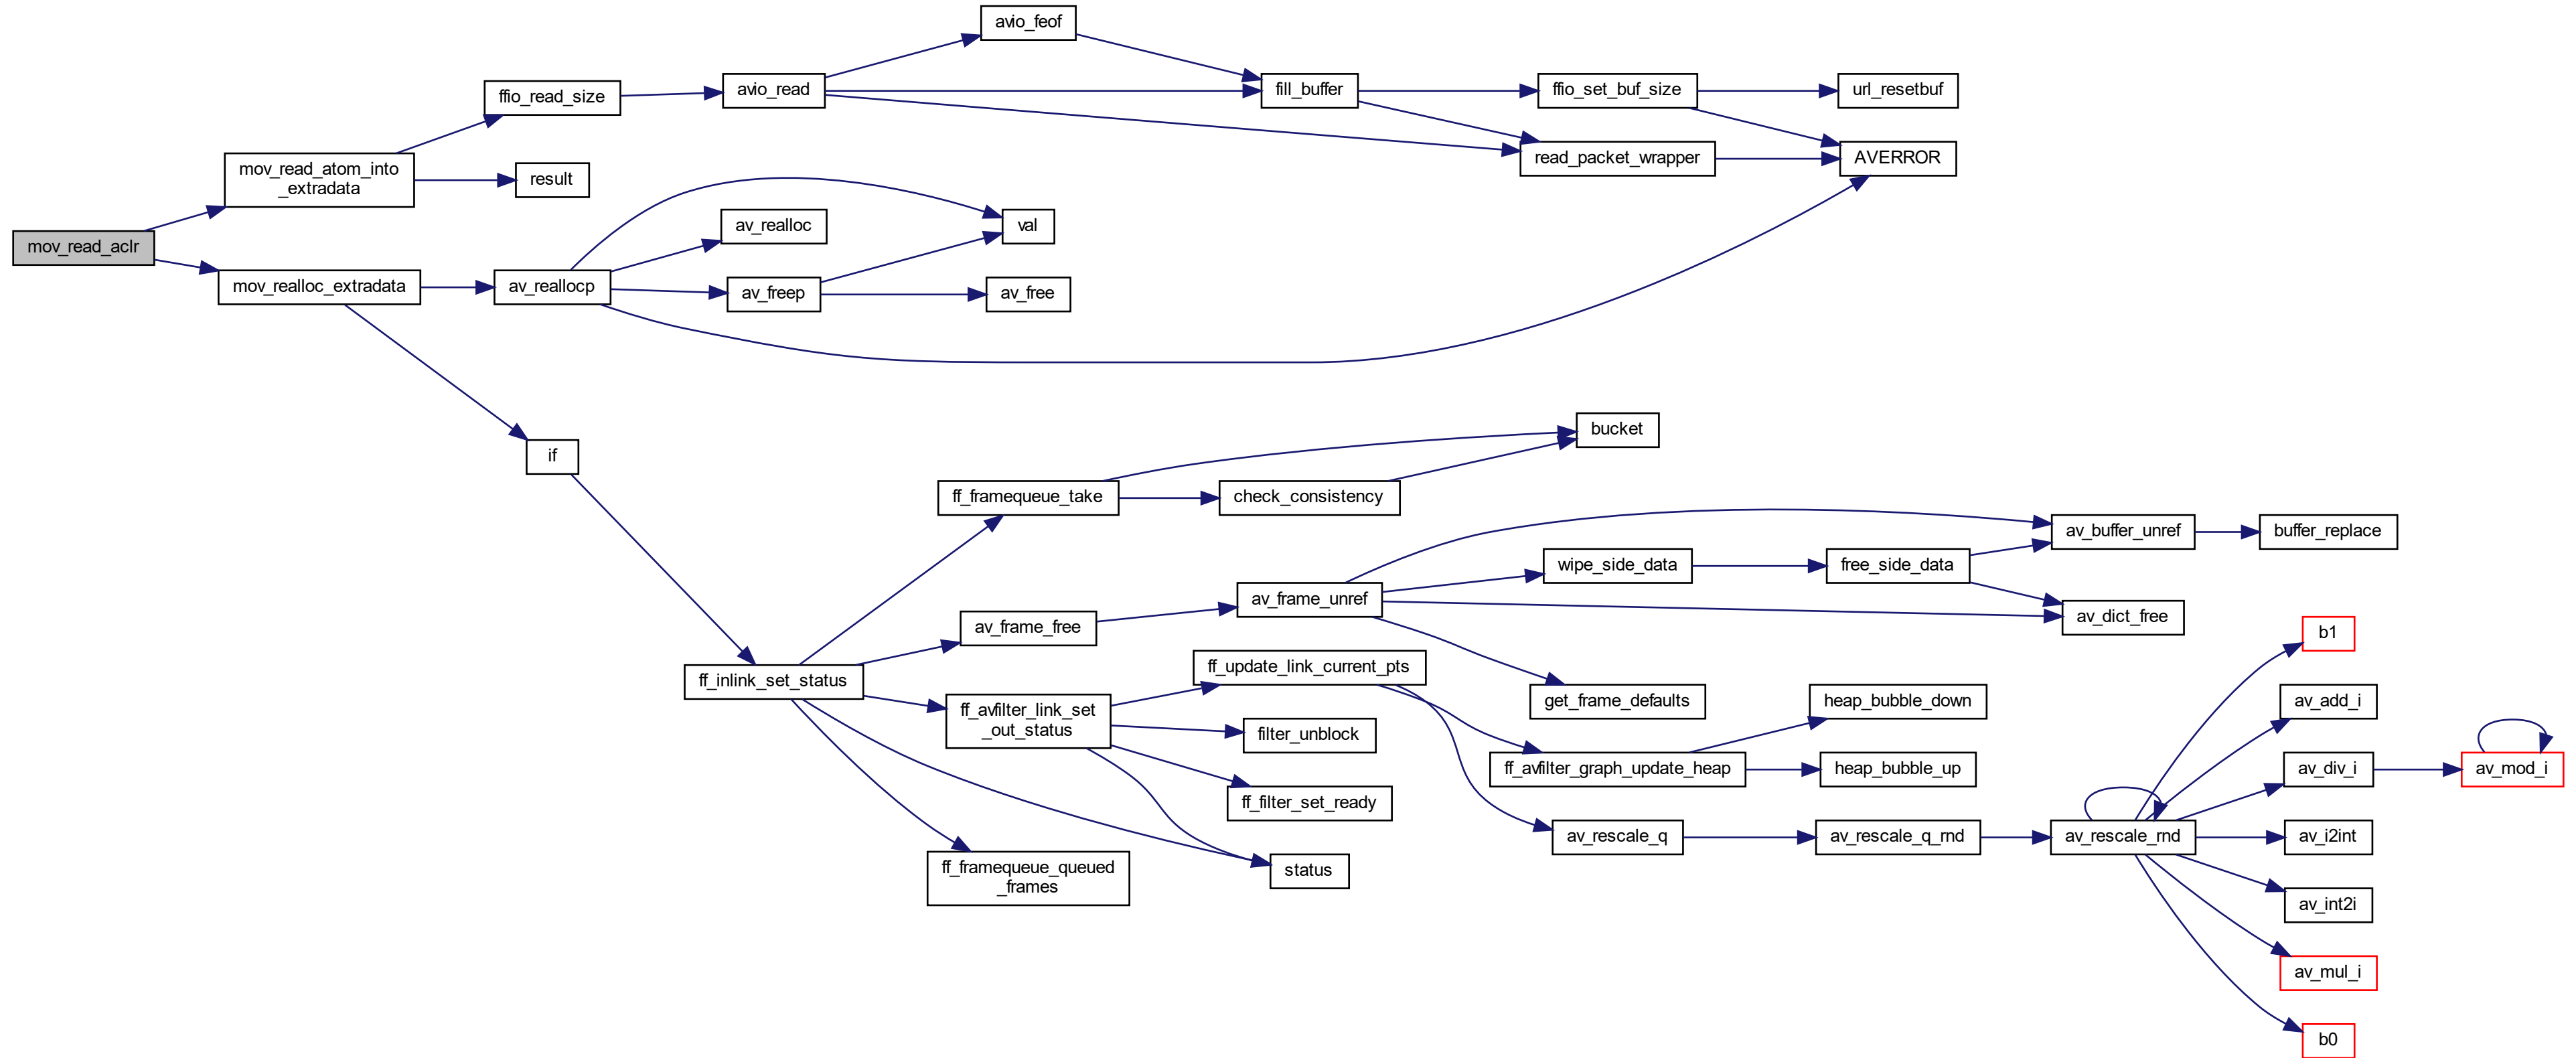 mov_read_aclr
mov_read_atom_into
_extradata
mov_realloc_extradata
ffio_read_size
result
av_reallocp
if
avio_read
av_realloc
av_freep
ff_inlink_set_status
avio_feof
val
av_free
ff_framequeue_take
av_frame_free
ff_avfilter_link_set
_out_status
ff_framequeue_queued
_frames
fill_buffer
check_consistency
av_frame_unref
ff_update_link_current_pts
filter_unblock
ff_filter_set_ready
status
ffio_set_buf_size
read_packet_wrapper
bucket
wipe_side_data
get_frame_defaults
ff_avfilter_graph_update_heap
av_rescale_q
url_resetbuf
AVERROR
free_side_data
heap_bubble_down
heap_bubble_up
av_rescale_q_rnd
av_buffer_unref
av_dict_free
av_rescale_rnd
buffer_replace
b1
av_add_i
av_div_i
av_i2int
av_int2i
av_mul_i
b0
av_mod_i